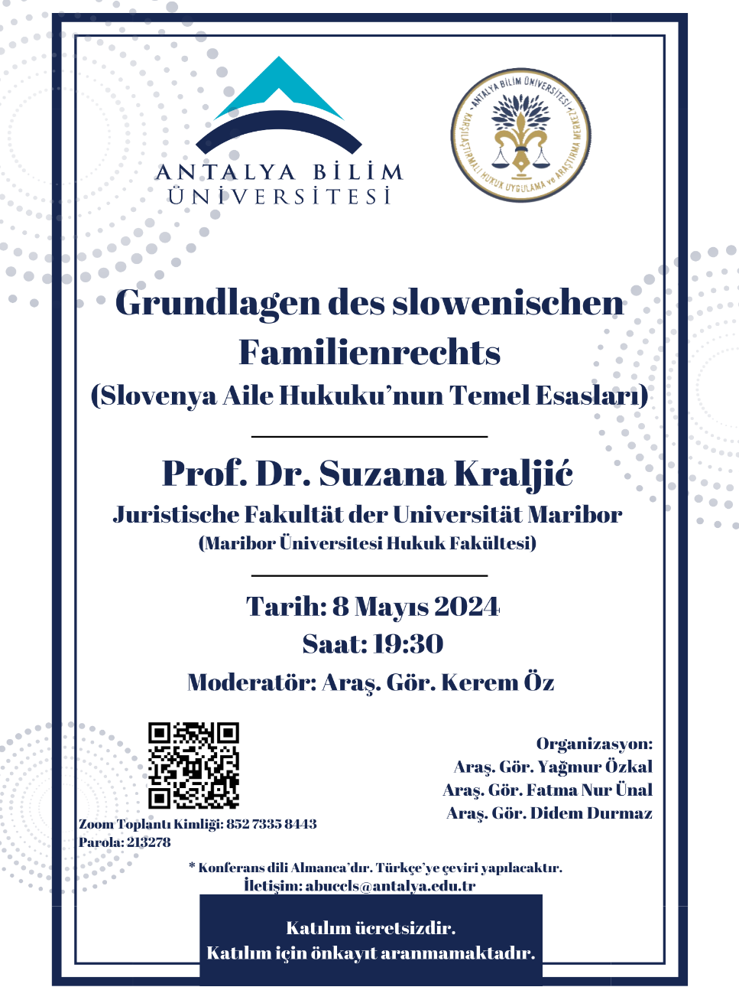 ANTALYA BİLİM
ÜNİVERSİTESİ
ANTALYA BİLİM ÜNİVERSİTESİ
KARŞILAŞTIRMALI HUKUK UYGULAMA ve ARAŞTIRMA MERKEZİ
Grundlagen des slowenischen
Familienrechts
(Slovenya Aile Hukuku’nun Temel Esasları)
Prof. Dr. Suzana Kraljić
Juristische Fakultät der Universität Maribor
(Maribor Üniversitesi Hukuk Fakültesi)
Tarih: 8 Mayıs 2024
Saat: 19:30
Moderatör: Araş. Gör. Kerem Öz
Organizasyon:
Araş. Gör. Yağmur Özkal
Araş. Gör. Fatma Nur Ünal
Araş. Gör. Didem Durmaz
Zoom Toplantı Kimliği: 852 7335 8443
Parola: 213278
* Konferans dili Almanca’dır. Türkçe’ye çeviri yapılacaktır.
İletişim: abuccls@antalya.edu.tr
Katılım ücretsizdir.
Katılım için önkayıt aranmamaktadır.